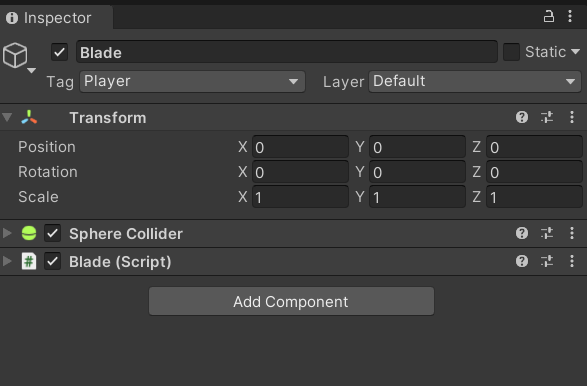 Inspector
Blade Static
Tag Player Layer Default
Transform
Position X 0 Y 0 Z 0
Rotation X 0 Y 0 Z 0
Scale X 1 Y 1 Z 1
Sphere Collider
# Blade (Script)
Add Component